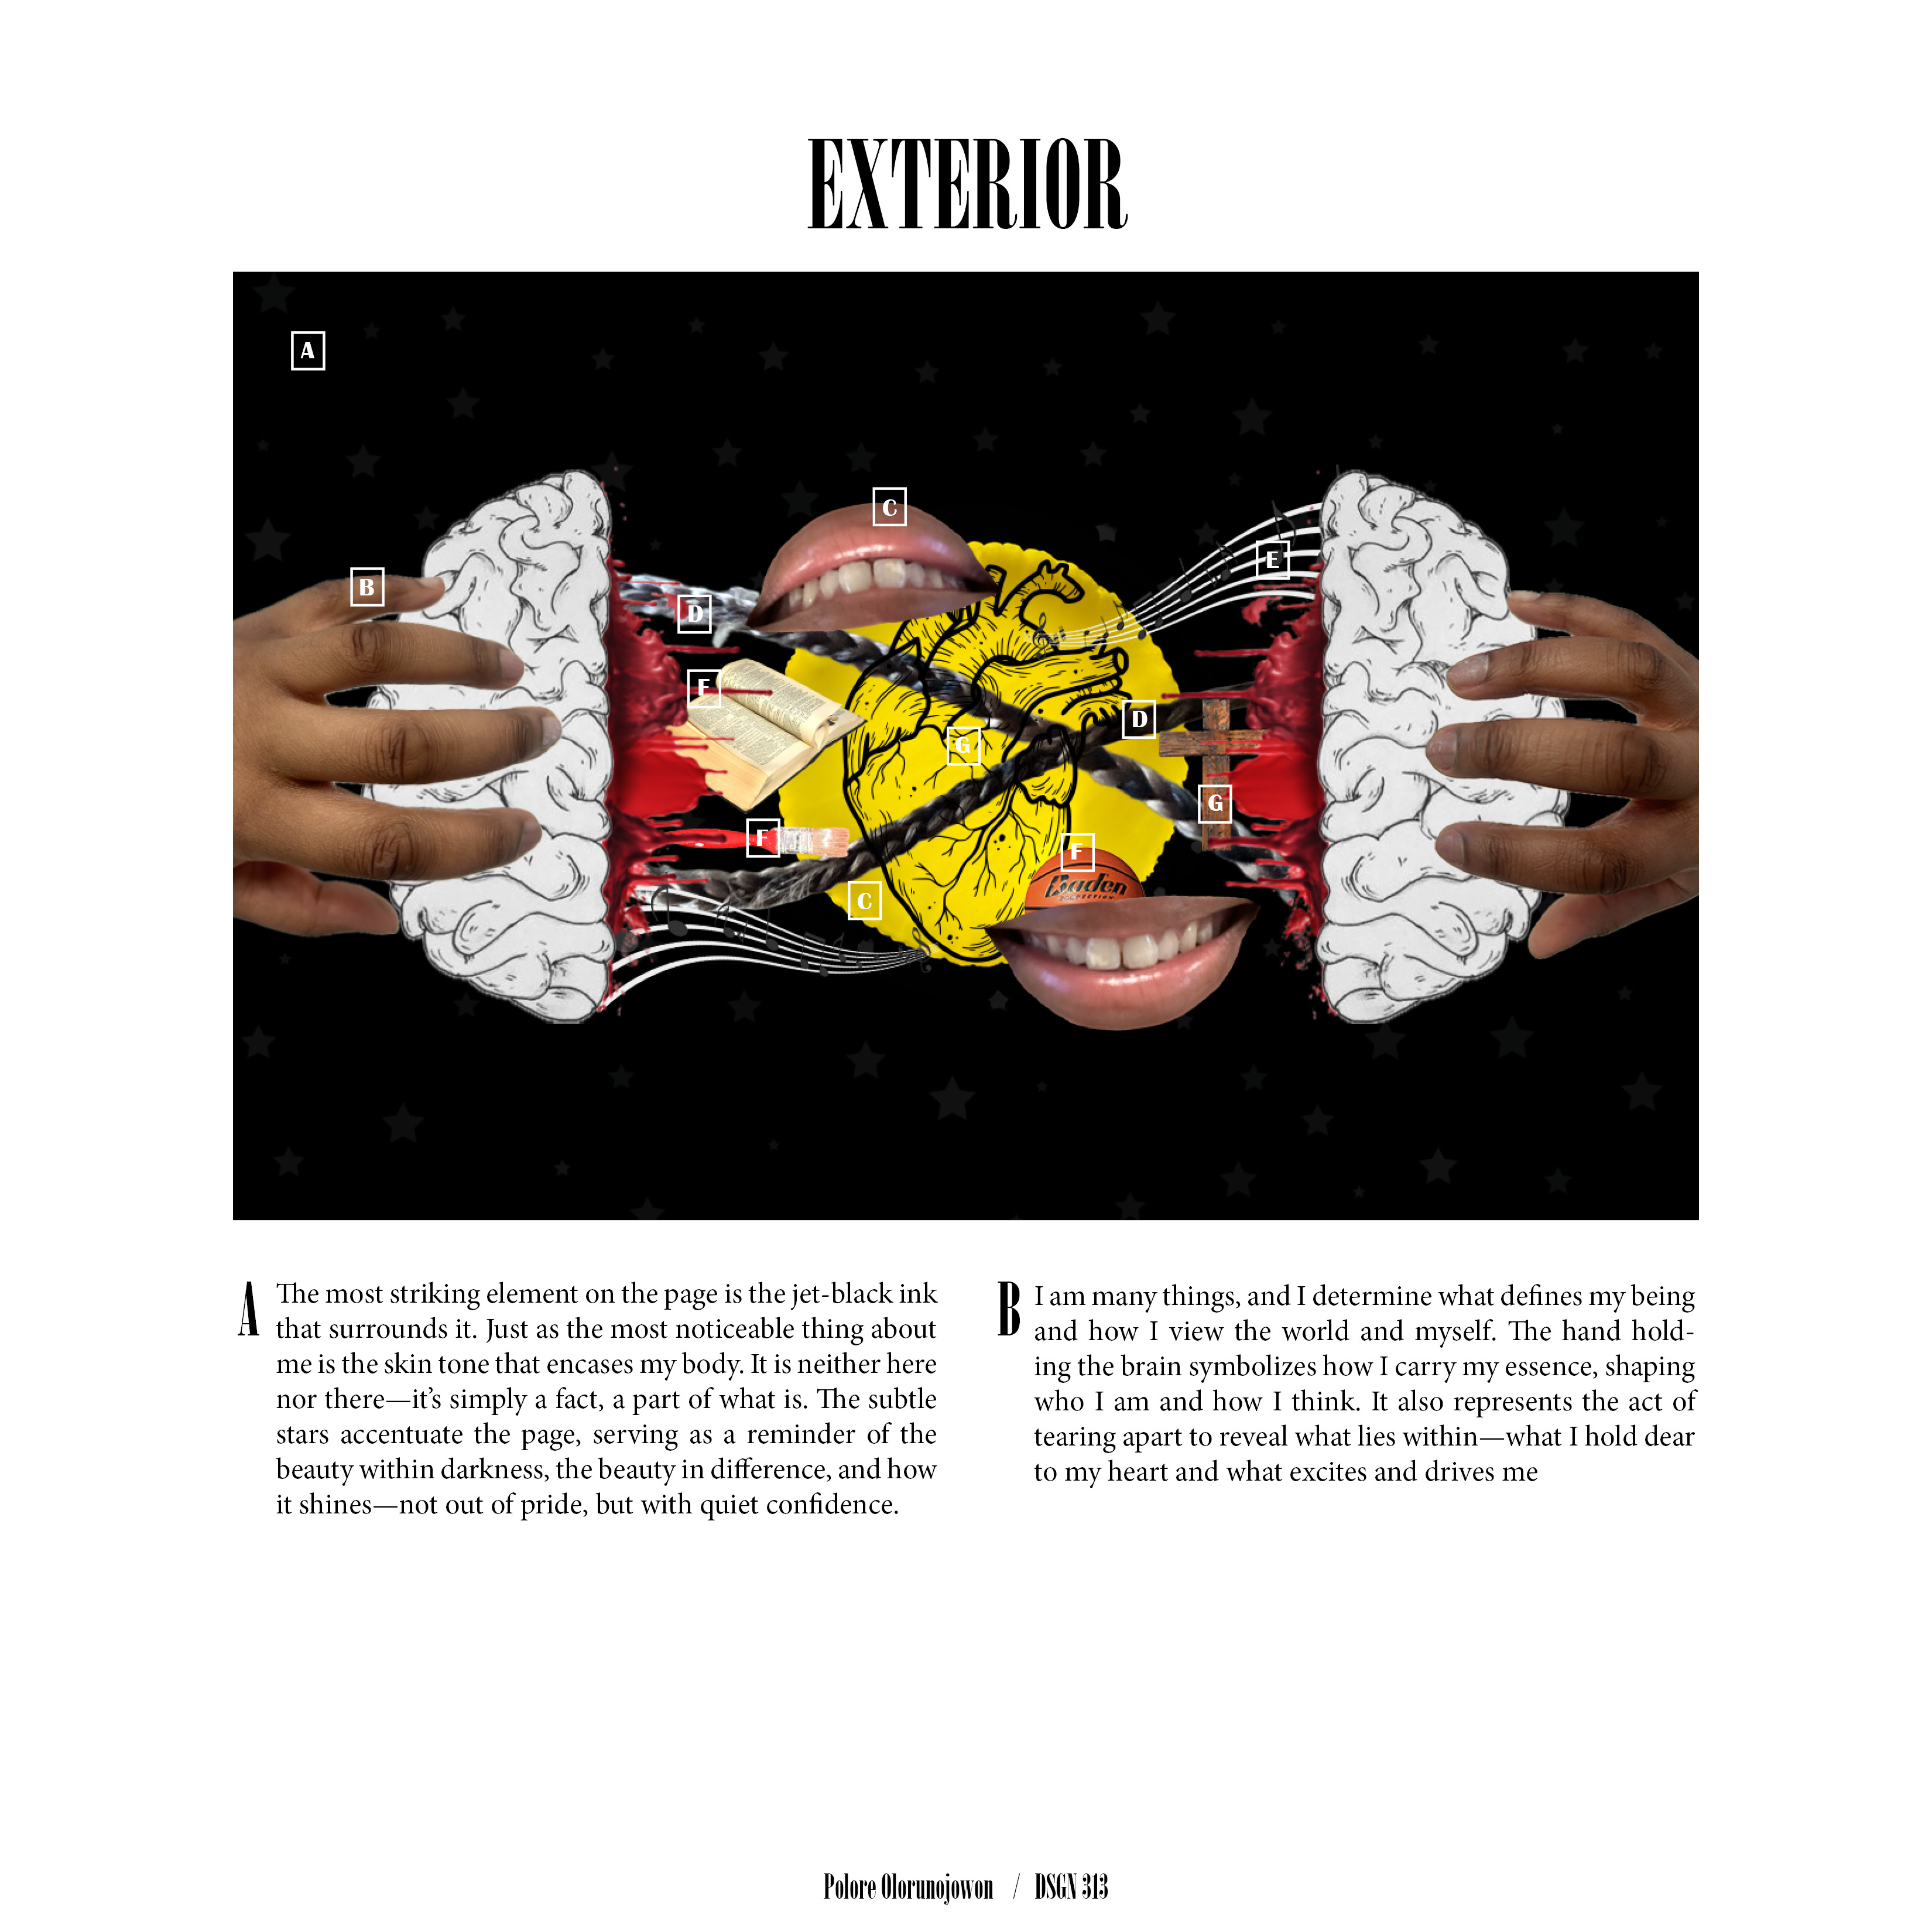 EXTERIOR
A
C
B
E
D
F
D
G
G
F
F
Baden
C
A The most striking element on the page is the jet-black ink
that surrounds it. Just as the most noticeable thing about
me is the skin tone that encases my body. It is neither here
nor there—it’s simply a fact, a part of what is. The subtle
stars accentuate the page, serving as a reminder of the
beauty within darkness, the beauty in difference, and how
it shines—not out of pride, but with quiet confidence.
B I am many things, and I determine what defines my being
and how I view the world and myself. The hand hold-
ing the brain symbolizes how I carry my essence, shaping
who I am and how I think. It also represents the act of
tearing apart to reveal what lies within—what I hold dear
to my heart and what excites and drives me
Polore Olorunojowon / DSGN 313